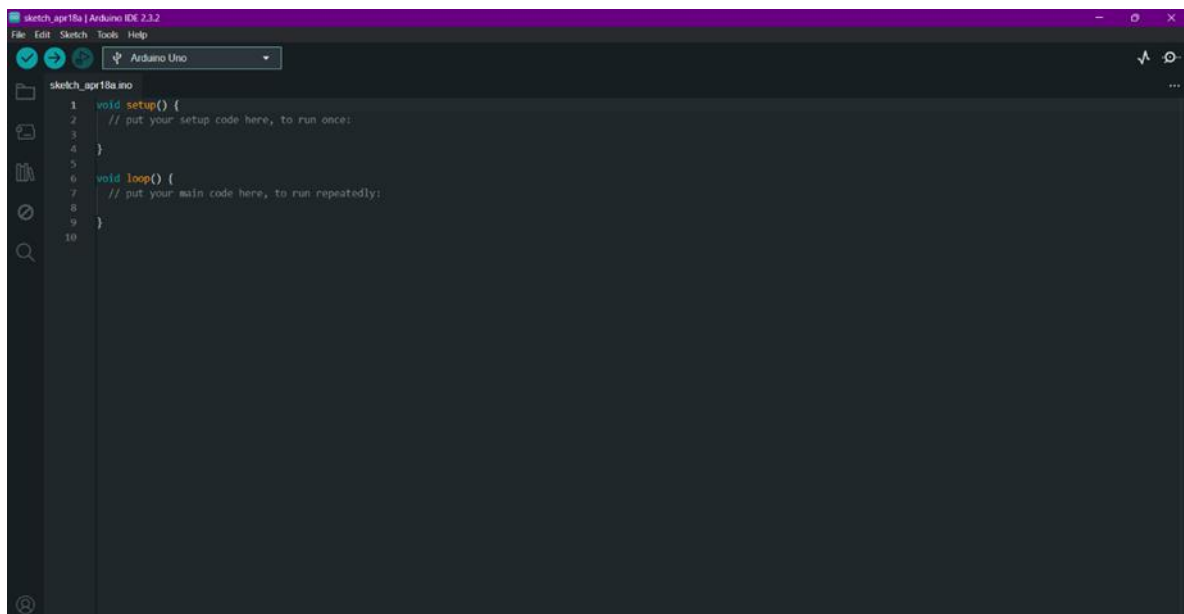 sketch_apr18a | Arduino IDE 2.3.2
File Edit Sketch Tools Help
Arduino Uno
sketch_apr18a.ino
1 void setup() {
2 // put your setup code here, to run once:
3
4 }
5
6 void loop() {
7 // put your main code here, to run repeatedly:
8
9 }
10